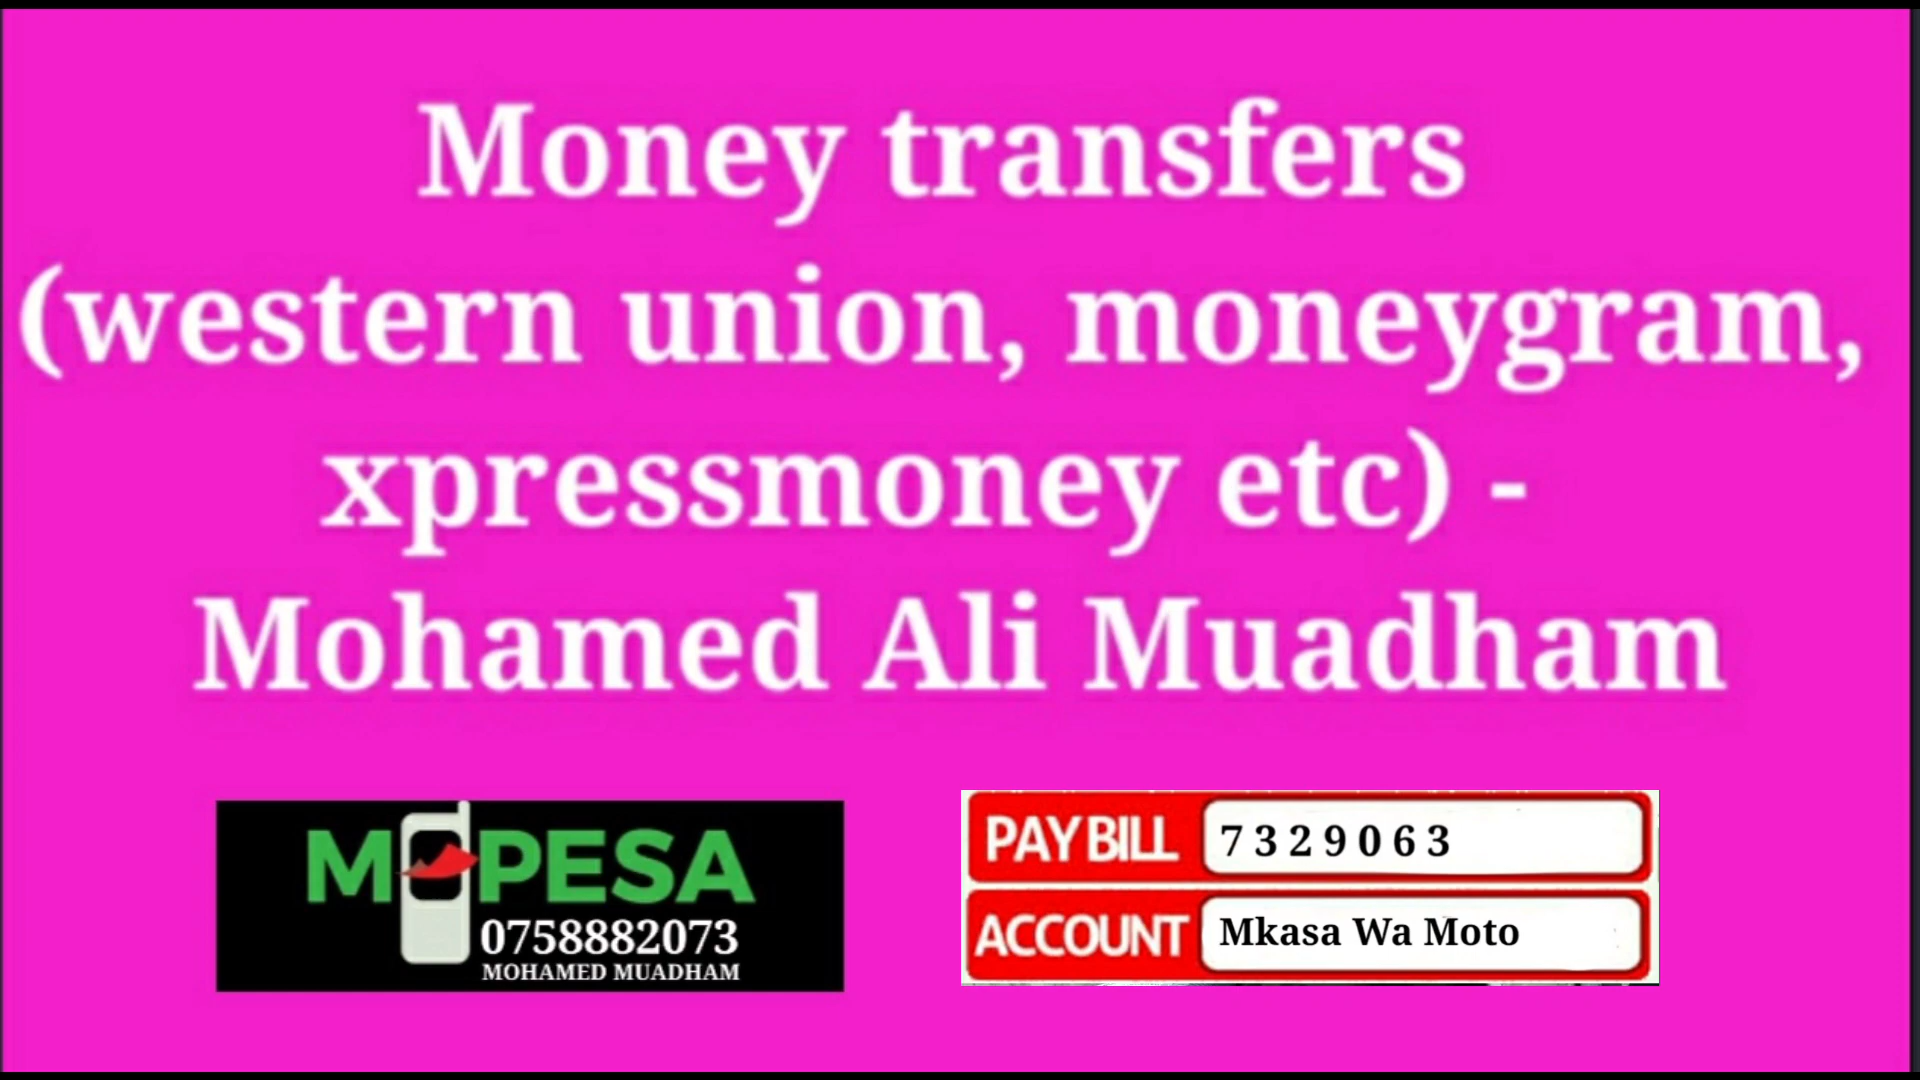 Money transfers
(western union, moneygram,
xpressmoney etc) -
Mohamed Ali Muadham
M PESA
0758882073
MOHAMED MUADHAM
PAYBILL 7329063
ACCOUNT Mkasa Wa Moto